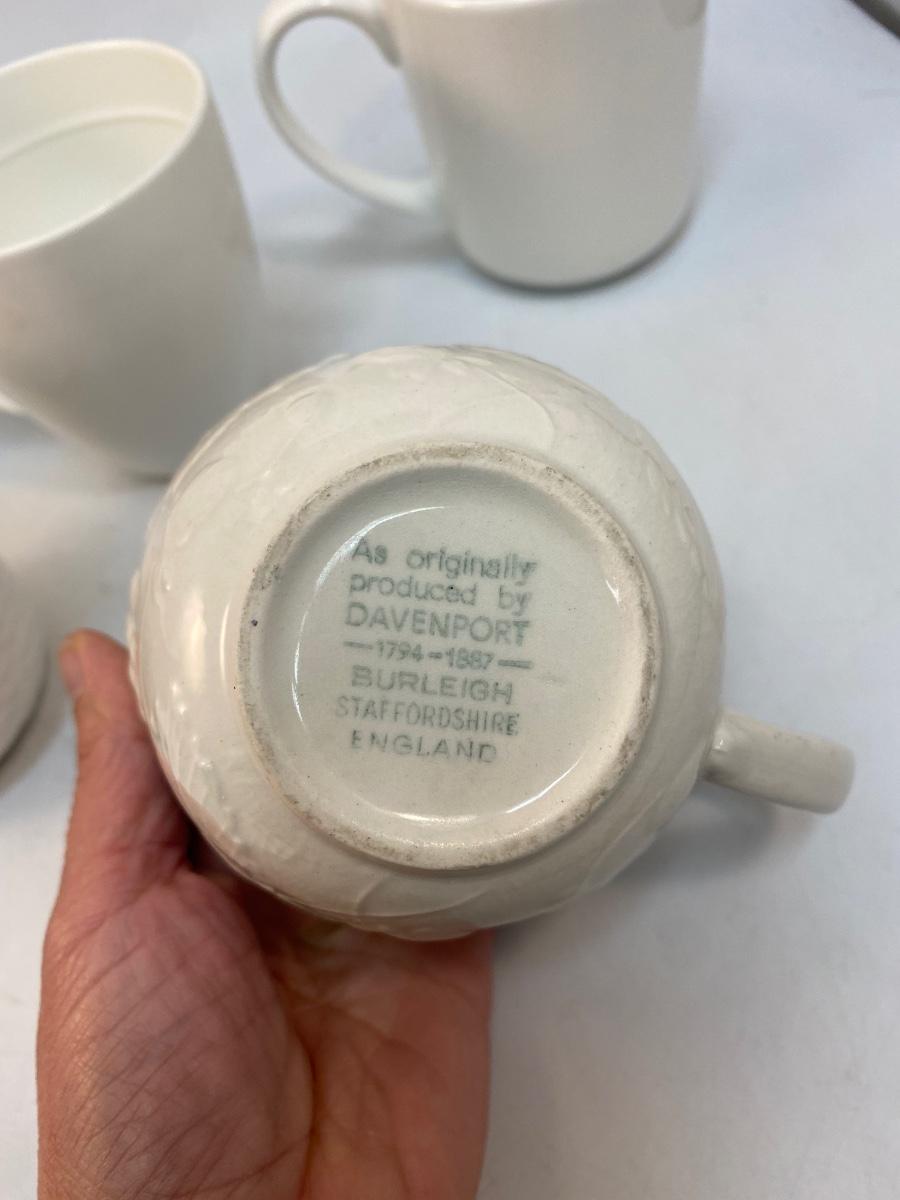 As originally
produced by
DAVENPORT
—1794-1887—
BURLEIGH
STAFFORDSHIRE
ENGLAND